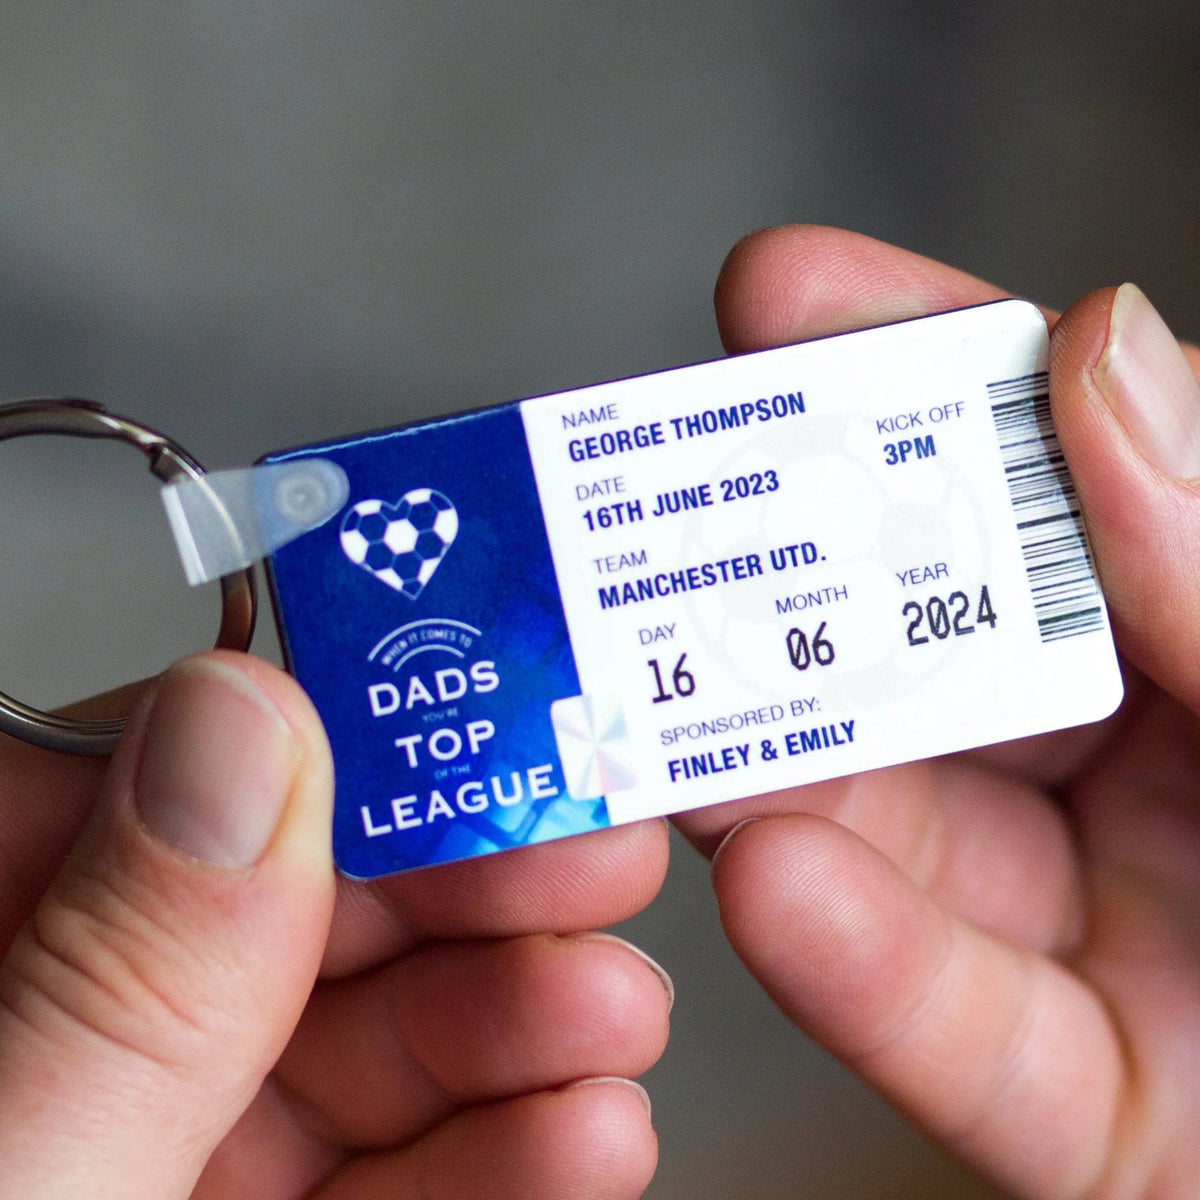 WHEN IT COMES TO
DADS
YOU'RE
TOP
OF THE
LEAGUE
NAME
GEORGE THOMPSON
KICK OFF
3PM
DATE
16TH JUNE 2023
TEAM
MANCHESTER UTD.
DAY MONTH YEAR
16 06 2024
SPONSORED BY:
FINLEY & EMILY